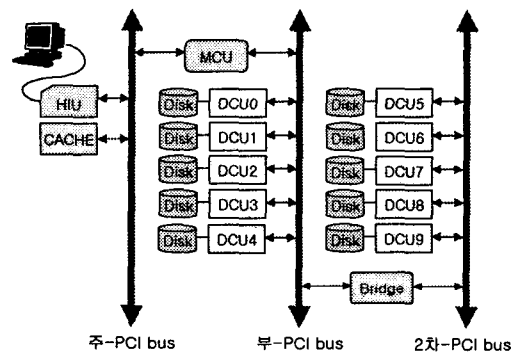 MCU
HIU
CACHE
Disk DCU0
Disk DCU1
Disk DCU2
Disk DCU3
Disk DCU4
Disk DCU5
Disk DCU6
Disk DCU7
Disk DCU8
Disk DCU9
Bridge
주-PCI bus
부-PCI bus
2차-PCI bus